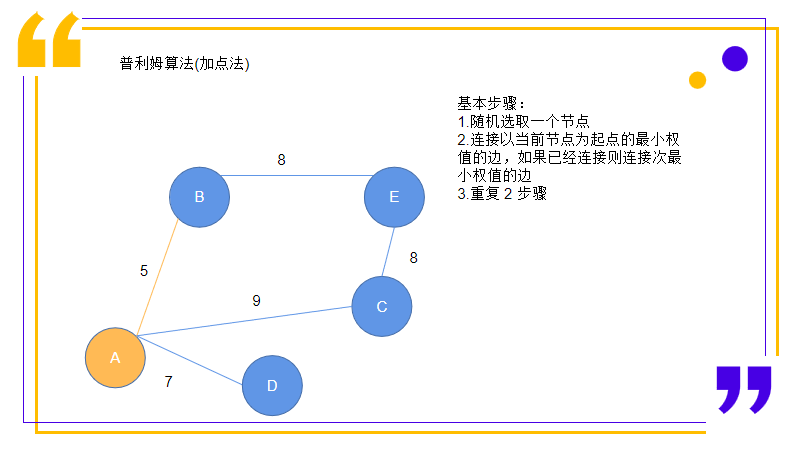 普利姆算法(加点法)
基本步骤：
1.随机选取一个节点
2.连接以当前节点为起点的最小权
值的边，如果已经连接则连接次最
小权值的边
3.重复 2 步骤
8
B
E
5
8
9
C
A
7
D